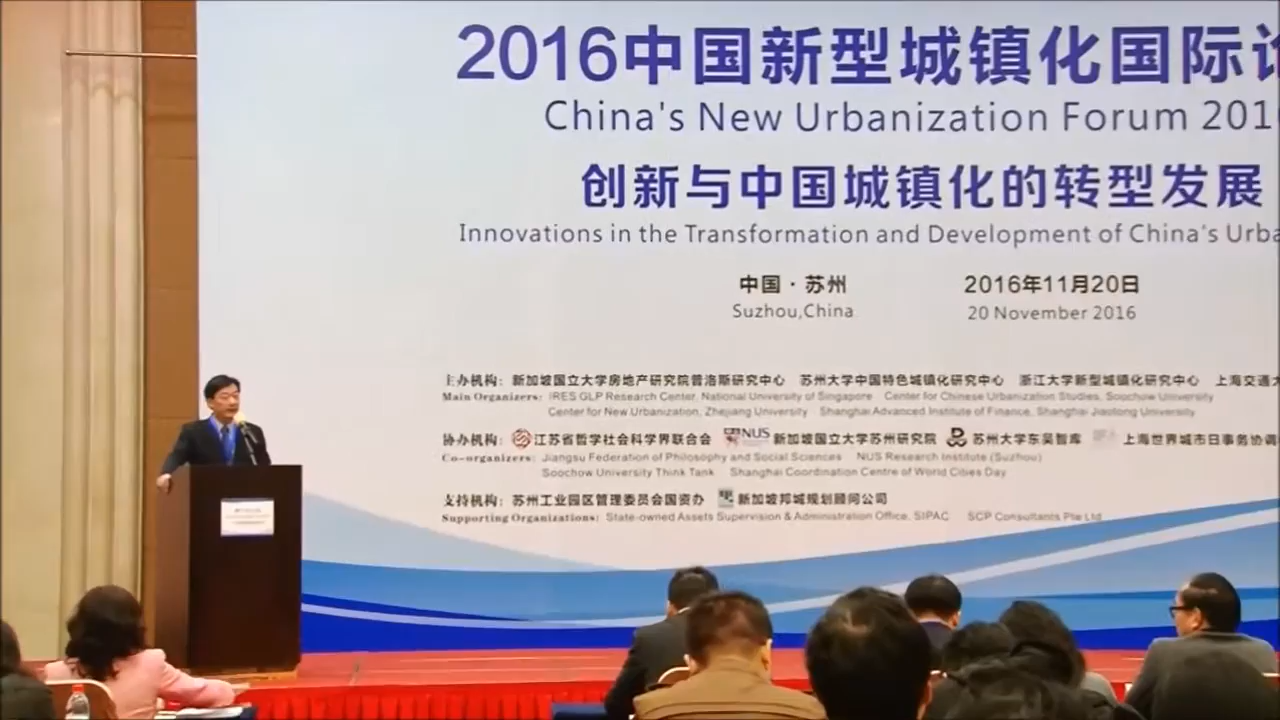 2016中国新型城镇化国际
China's New Urbanization Forum 201
创新与中国城镇化的转型发展
Innovations in the Transformation and Development of China's Urba
中国·苏州 2016年11月20日
Suzhou,China 20 November 2016
主办机构: 新加坡国立大学房地产研究院普洛斯研究中心 苏州大学中国特色城镇化研究中心 浙江大学新型城镇化研究中心 上海交通大
Main Organizers: IRES GLP Research Center, National University of Singapore Center for Chinese Urbanization Studies, Soochow University
Center for New Urbanization, Zhejiang University Shanghai Advanced Institute of Finance, Shanghai Jiaotong University
协办机构: 江苏省哲学社会科学界联合会 NUS 新加坡国立大学苏州研究院 苏州大学东吴智库 上海世界城市日事务协调
Co-organizers: Jiangsu Federation of Philosophy and Social Sciences NUS Research Institute (Suzhou)
Soochow University Think Tank Shanghai Coordination Centre of World Cities Day
支持机构: 苏州工业园区管理委员会国资办 新加坡邦城规划顾问公司
Supporting Organizations: State-owned Assets Supervision & Administration Office, SIPAC SCP Consultants Pte Ltd